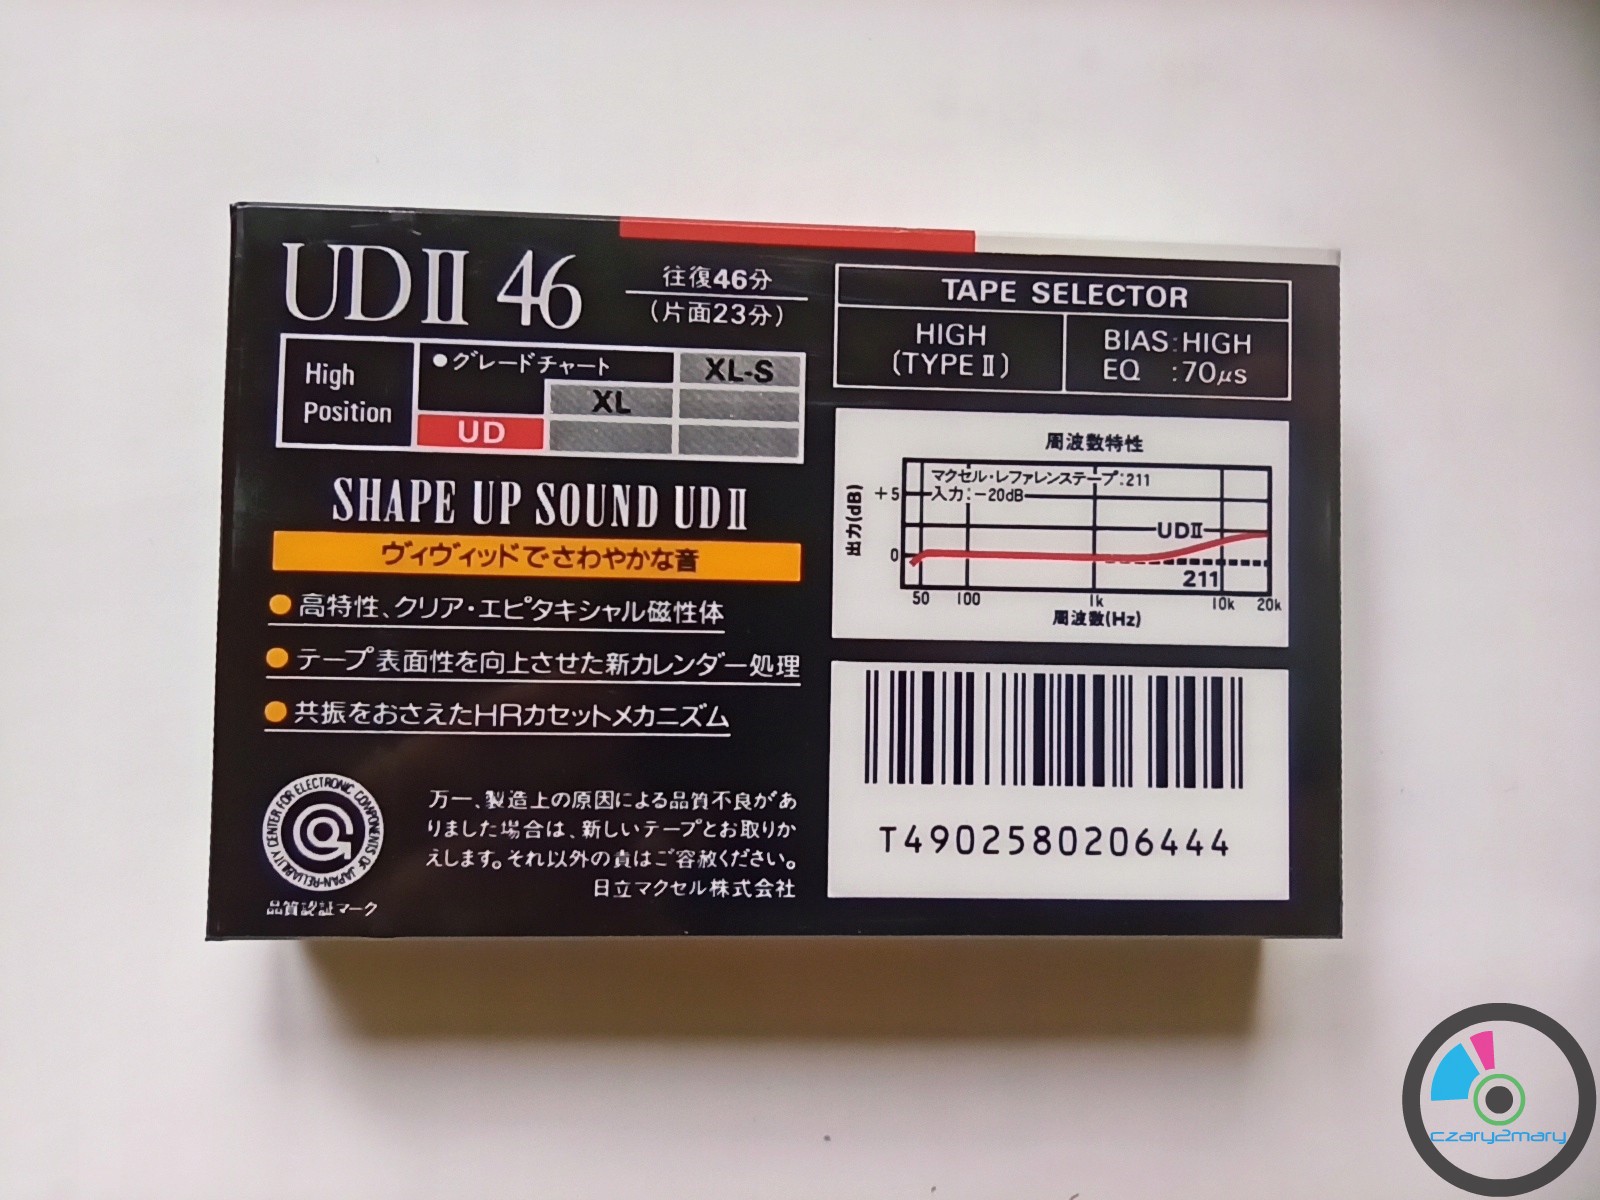 UDⅡ 46
往復46分
(片面23分)
High
Position
●グレードチャート
XL-S
XL
UD
SHAPE UP SOUND UDⅡ
ヴィヴィッドでさわやかな音
●高特性、クリア・エピタキシャル磁性体
●テープ表面性を向上させた新カレンダー処理
●共振をおさえたHRカセットメカニズム
RELIABILITY CENTER FOR ELECTRONIC COMPONENTS OF JAPAN
品質認証マーク
万一、製造上の原因による品質不良があ
りました場合は、新しいテープとお取りか
えします。それ以外の責はご容赦ください。
日立マクセル株式会社
TAPE SELECTOR
HIGH
(TYPEⅡ)
BIAS:HIGH
EQ :70μs
周波数特性
マクセル・レファレンステープ:211
入力:-20dB
出力(dB)
+5
0
UDⅡ
211
50 100 1k 10k 20k
周波数(Hz)
T4902580206444
czary2mary